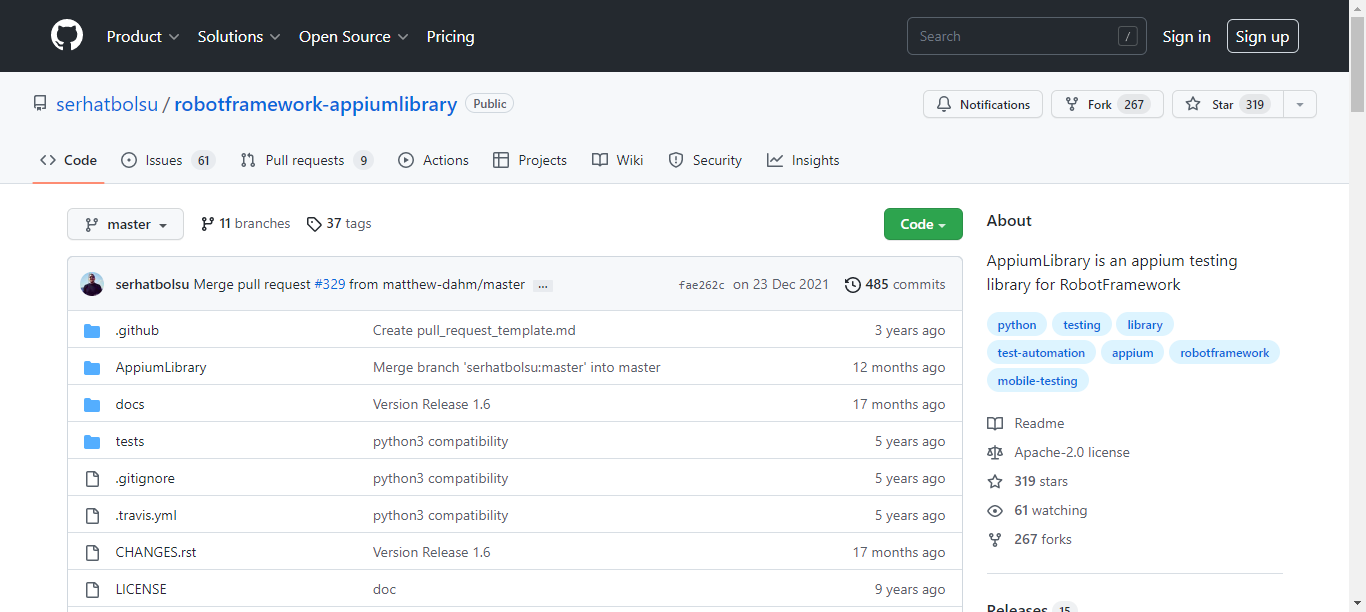 Product Solutions Open Source Pricing Search / Sign in Sign up
serhatbolsu / robotframework-appiumlibrary Public Notifications Fork 267 Star 319
Code Issues 61 Pull requests 9 Actions Projects Wiki Security Insights
master 11 branches 37 tags Code
serhatbolsu Merge pull request #329 from matthew-dahm/master ... fae262c on 23 Dec 2021 485 commits
.github Create pull_request_template.md 3 years ago
AppiumLibrary Merge branch 'serhatbolsu:master' into master 12 months ago
docs Version Release 1.6 17 months ago
tests python3 compatibility 5 years ago
.gitignore python3 compatibility 5 years ago
.travis.yml python3 compatibility 5 years ago
CHANGES.rst Version Release 1.6 17 months ago
LICENSE doc 9 years ago
About
AppiumLibrary is an appium testing
library for RobotFramework
python testing library
test-automation appium robotframework
mobile-testing
Readme
Apache-2.0 license
319 stars
61 watching
267 forks
Releases 15